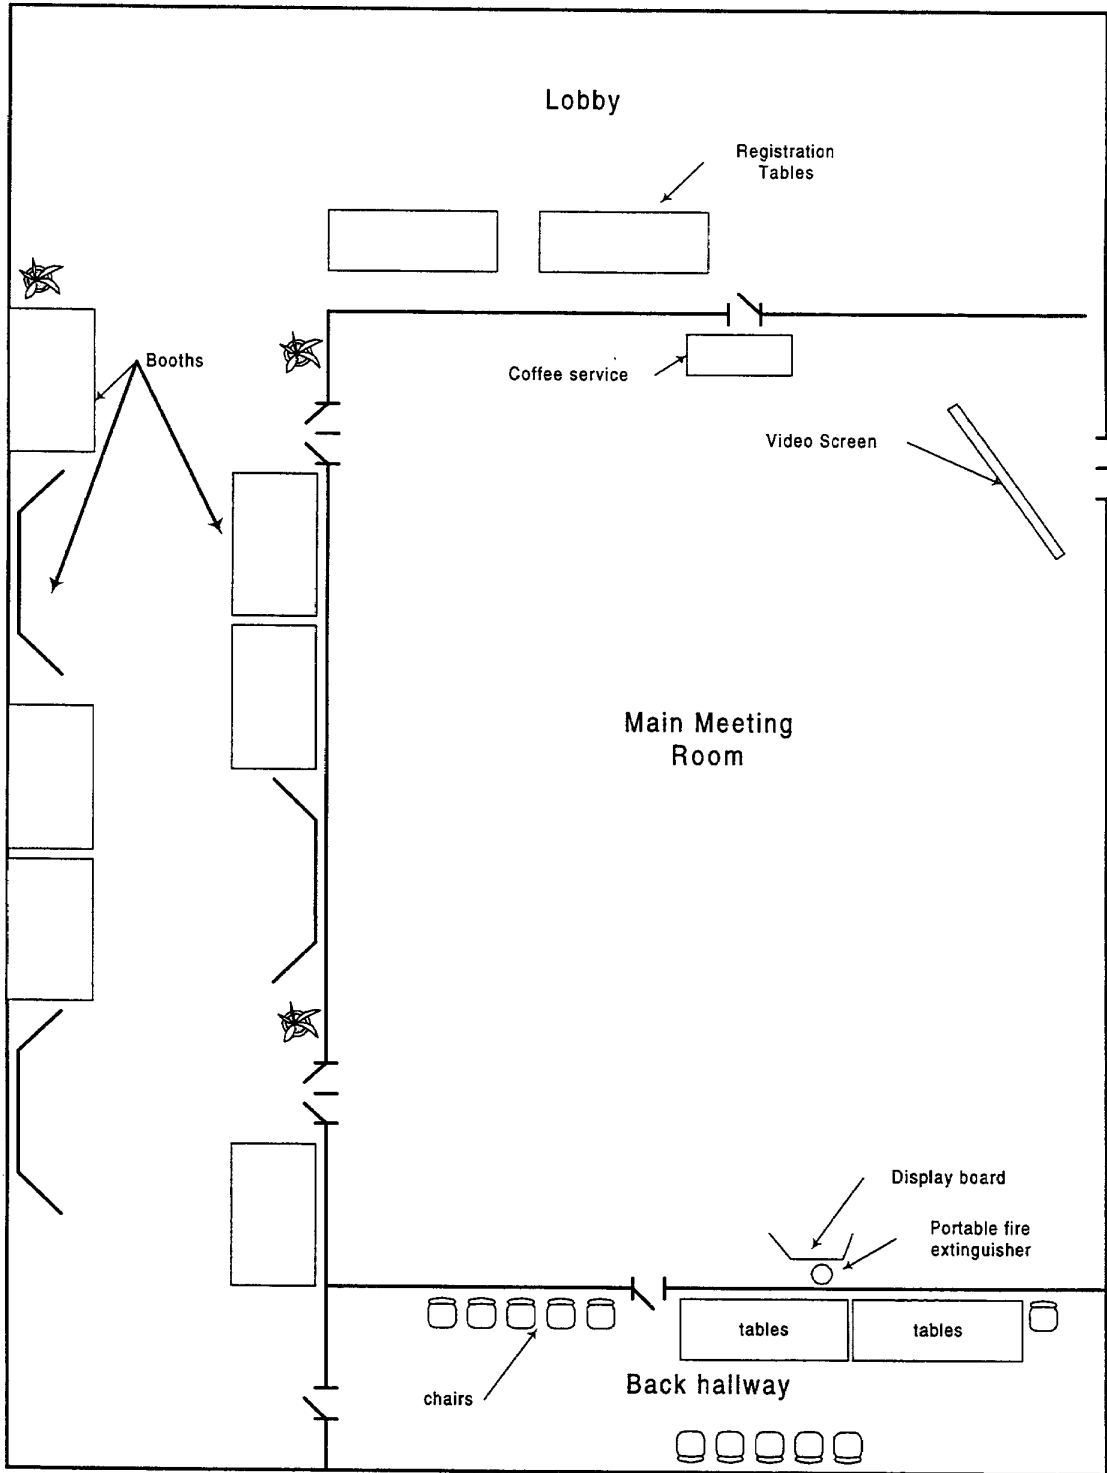 Lobby
Registration
Tables
Booths
Coffee service
Video Screen
Main Meeting
Room
Display board
Portable fire
extinguisher
tables
tables
Back hallway
chairs